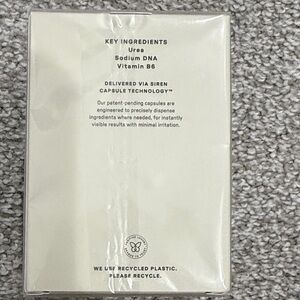 KEY INGREDIENTS
Urea
Sodium DNA
Vitamin B6
DELIVERED VIA SIREN
CAPSULE TECHNOLOGY™
Our patent-pending capsules are
engineered to precisely dispense
ingredients where needed, for instantly
visible results with minimal irritation.
WE USE RECYCLED PLASTIC.
PLEASE RECYCLE.